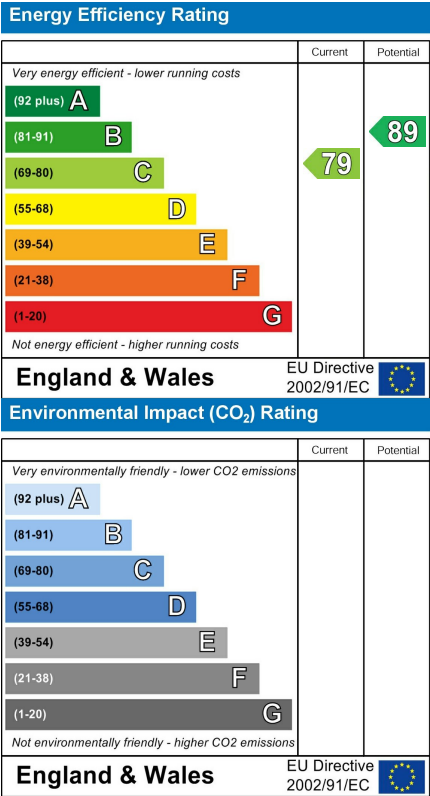 Energy Efficiency Rating
Current Potential
Very energy efficient - lower running costs
(92 plus) A
(81-91) B
(69-80) C
(55-68) D
(39-54) E
(21-38) F
(1-20) G
79
89
Not energy efficient - higher running costs
England & Wales
EU Directive
2002/91/EC
Environmental Impact (CO₂) Rating
Current Potential
Very environmentally friendly - lower CO2 emissions
(92 plus) A
(81-91) B
(69-80) C
(55-68) D
(39-54) E
(21-38) F
(1-20) G
Not environmentally friendly - higher CO2 emissions
England & Wales
EU Directive
2002/91/EC